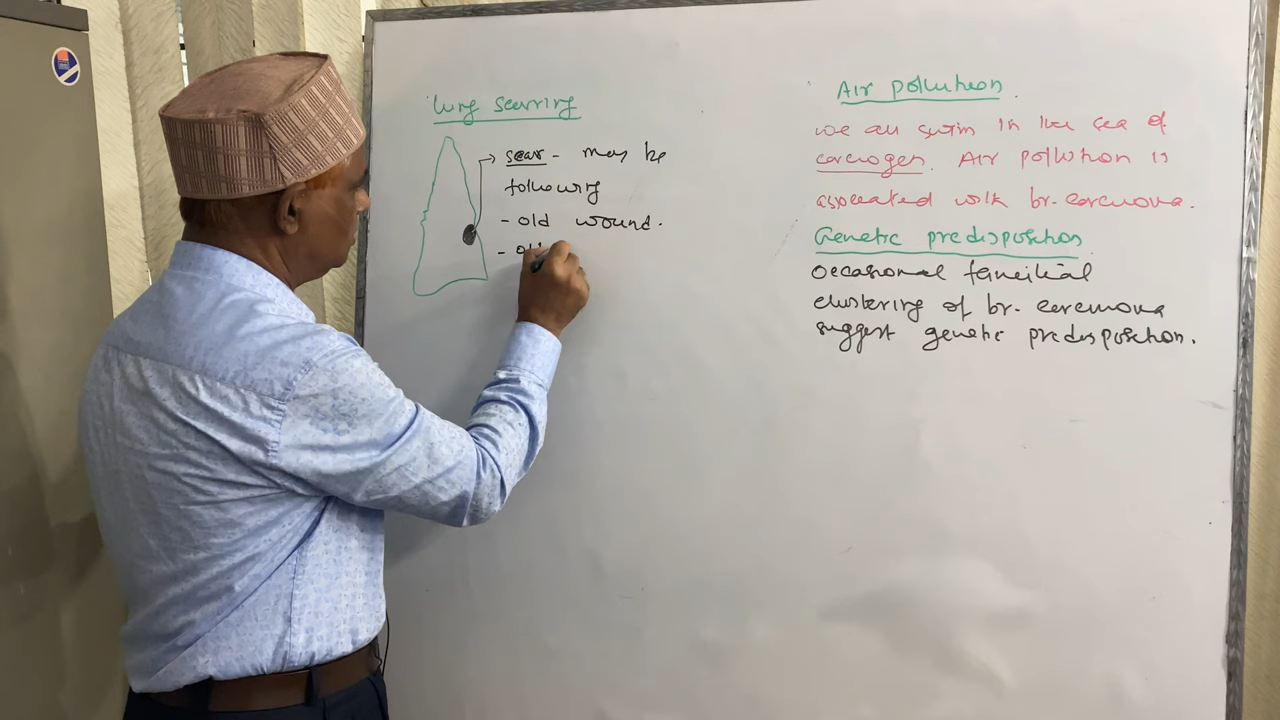 Lung scarring
scar - may be
following
- old wound.
- old
Air pollution.
we all swim in the sea of
carcinogen. Air pollution is
associated with br. carcinoma.
Genetic predisposition
Occasional familial
clustering of br. carcinoma
suggest genetic predisposition.